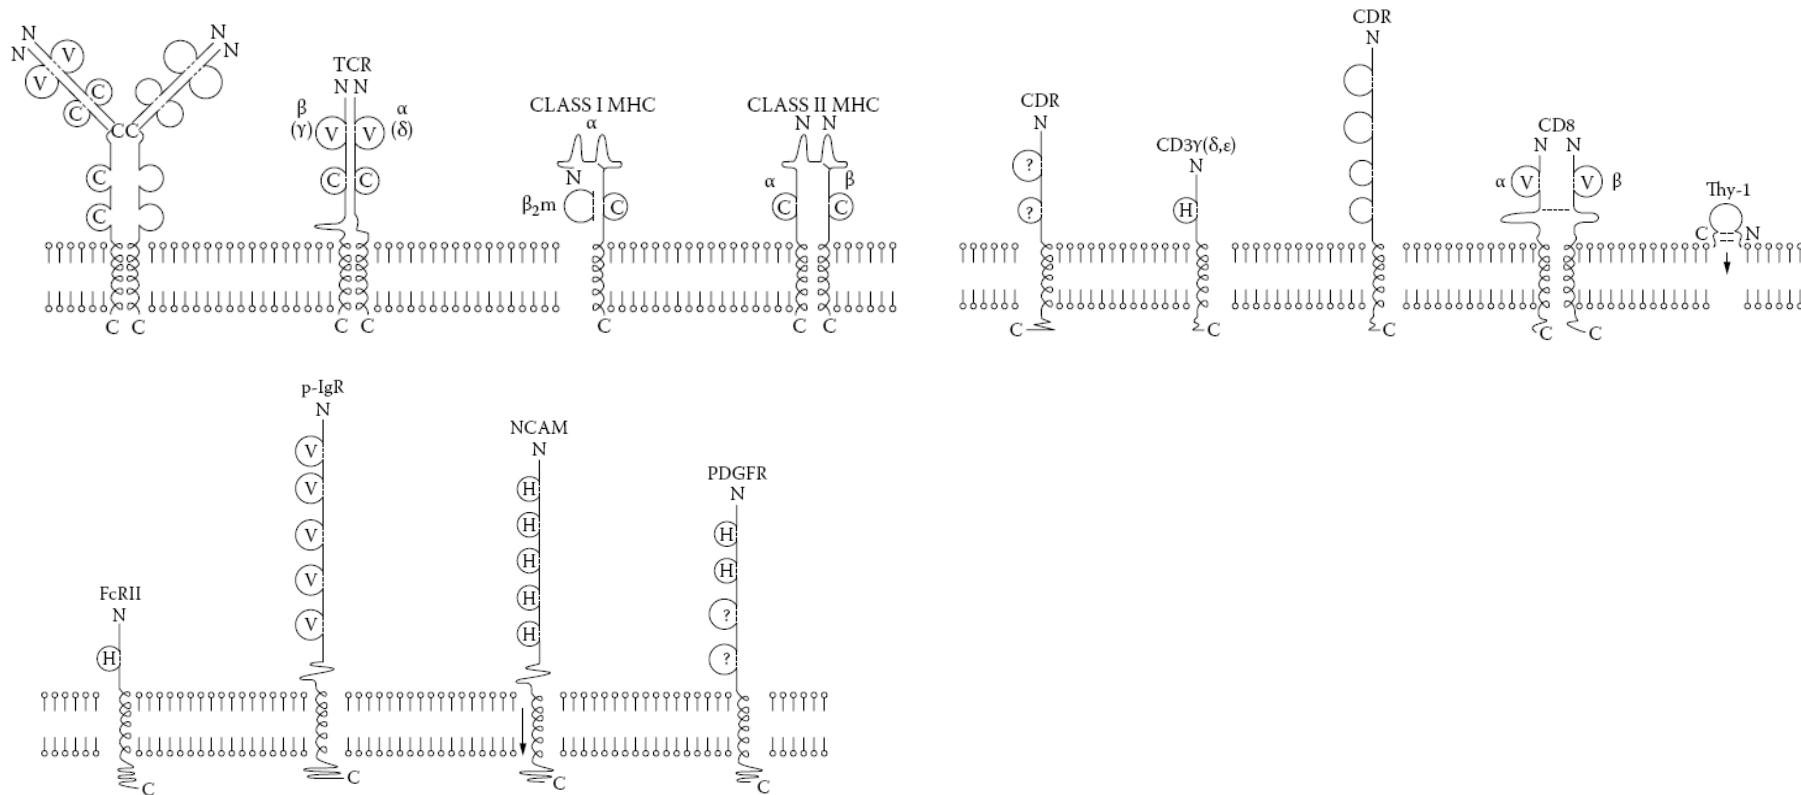 N
N
N
N
V
V
V
C
C
C C
C
C
C C
TCR
N N
β
(γ)
V
V
α
(δ)
C
C
C C
CLASS I MHC
α
N
β₂m
C
C
CLASS II MHC
N N
α
β
C
C
C C
CDR
N
?
?
C
CD3γ(δ,ε)
N
H
C
CDR
N
C
CD8
N N
α
V
V
β
C
C
Thy-1
C
N
FcRII
N
H
C
p-IgR
N
V
V
V
V
V
C
NCAM
N
H
H
H
H
H
C
PDGFR
N
H
H
?
?
C